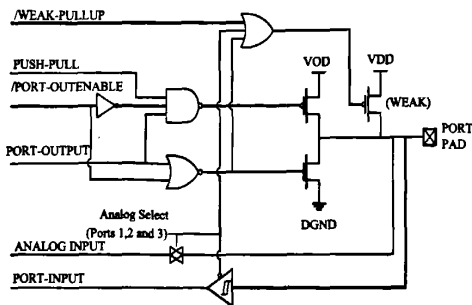 /WEAK-PULLUP
PUSH-PULL
/PORT-OUTENABLE
VOD
VDD
(WEAK)
PORT
PAD
PORT-OUTPUT
Analog Select
(Ports 1,2 and 3)
DGND
ANALOG INPUT
PORT-INPUT